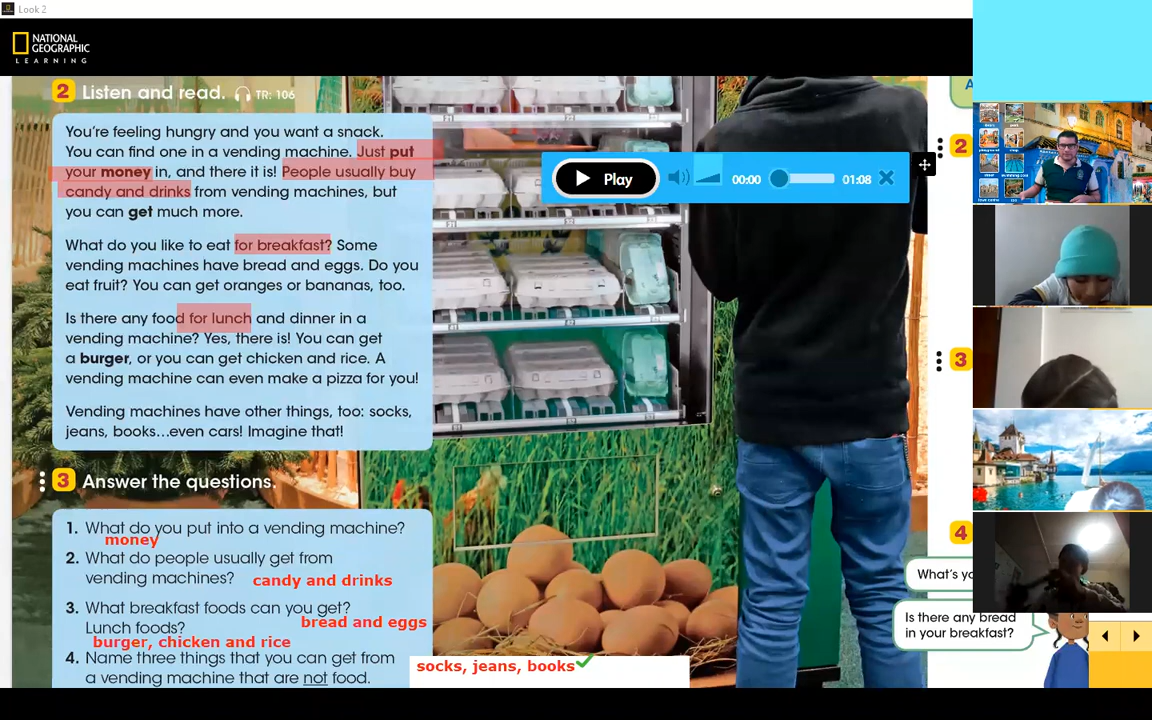 Look 2
NATIONAL
GEOGRAPHIC
LEARNING
2 Listen and read. TR: 106
You're feeling hungry and you want a snack.
You can find one in a vending machine. Just put
your money in, and there it is! People usually buy
candy and drinks from vending machines, but
you can get much more.
What do you like to eat for breakfast? Some
vending machines have bread and eggs. Do you
eat fruit? You can get oranges or bananas, too.
Is there any food for lunch and dinner in a
vending machine? Yes, there is! You can get
a burger, or you can get chicken and rice. A
vending machine can even make a pizza for you!
Vending machines have other things, too: socks,
jeans, books...even cars! Imagine that!
3 Answer the questions.
1. What do you put into a vending machine?
money
2. What do people usually get from
vending machines? candy and drinks
3. What breakfast foods can you get?
bread and eggs
Lunch foods?
burger, chicken and rice
4. Name three things that you can get from
a vending machine that are not food.
socks, jeans, books
Play 00:00 01:08
2
3
4
What's yo
Is there any bread
in your breakfast?